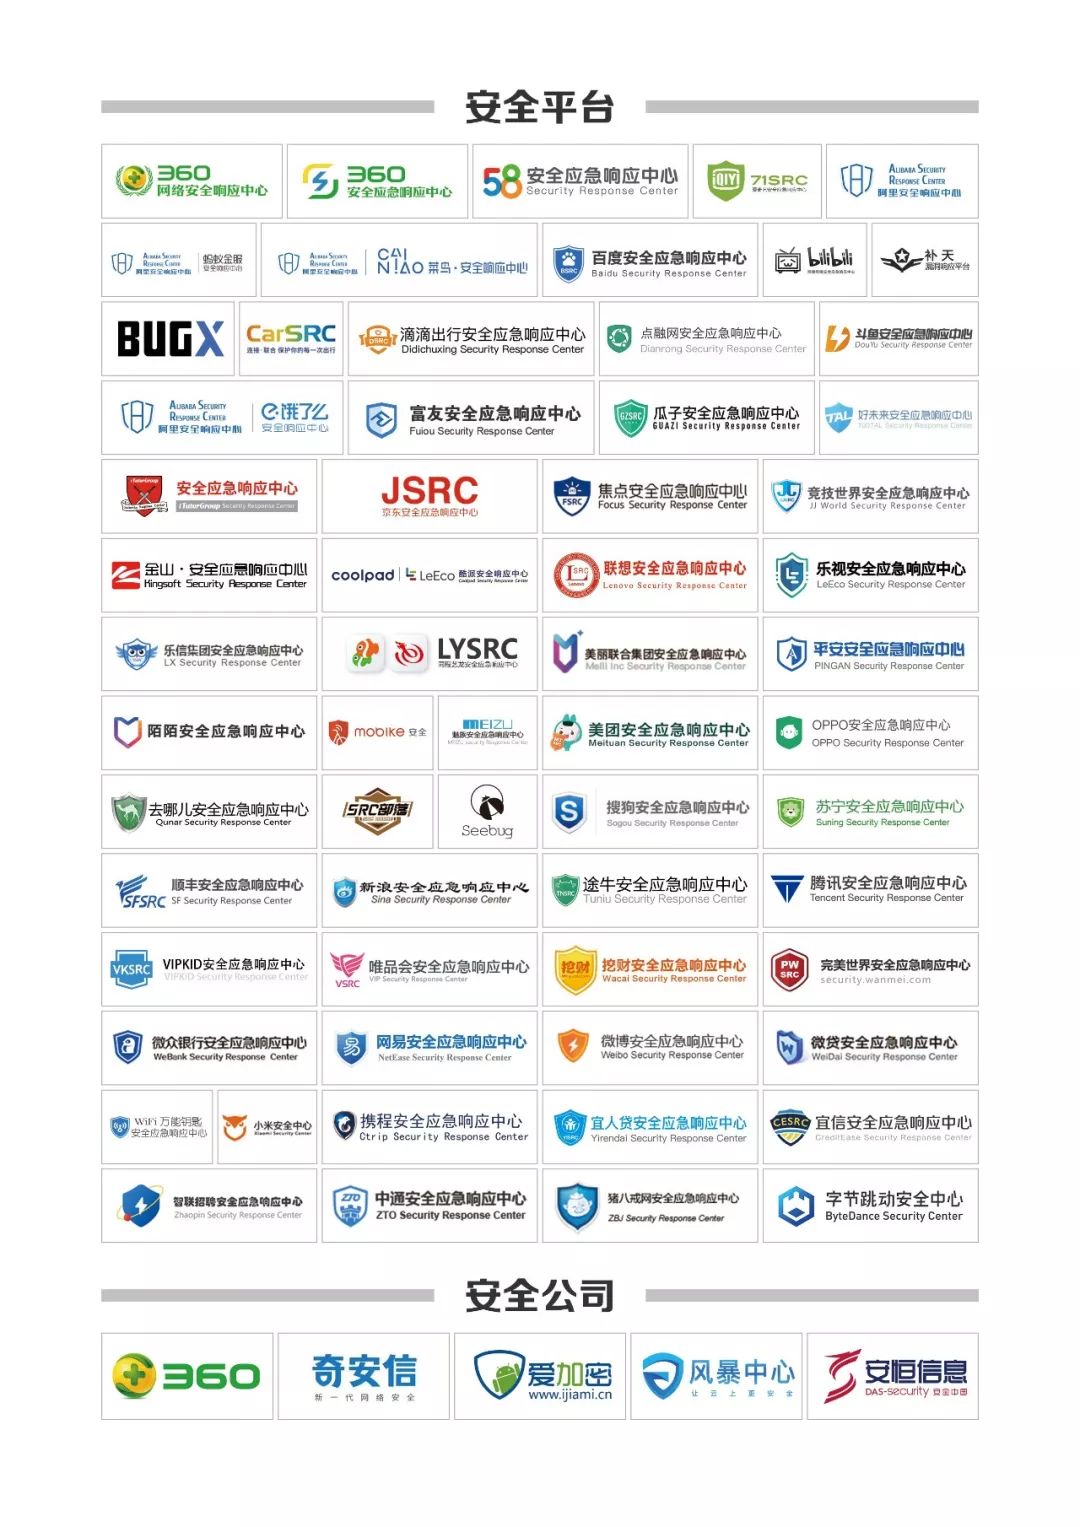 安全平台
360
网络安全响应中心
360
安全应急响应中心
58 安全应急响应中心
Security Response Center
iQIYI
71SRC
ALIBABA SECURITY
RESPONSE CENTER
阿里安全响应中心
ALIBABA SECURITY
RESPONSE CENTER
阿里安全响应中心
蚂蚁金服
安全响应中心
ALIBABA SECURITY
RESPONSE CENTER
阿里安全响应中心
CAI
NIAO 菜鸟·安全响应中心
BSRC
百度安全应急响应中心
Baidu Security Response Center
bilibili
补天
漏洞响应平台
BUGX
CarSRC
连接·联合 保护你的每一次出行
DSRC
滴滴出行安全应急响应中心
Didichuxing Security Response Center
点融网安全应急响应中心
Dianrong Security Response Center
斗鱼安全应急响应中心
DouYu Security Response Center
ALIBABA SECURITY
RESPONSE CENTER
阿里安全响应中心
饿了么
安全响应中心
富友安全应急响应中心
Fuiou Security Response Center
GZSRC
瓜子安全应急响应中心
GUAZI Security Response Center
TAL
好未来安全应急响应中心
100TAL Security Response Center
iTutorGroup
安全应急响应中心
iTutorGroup Security Response Center
JSRC
京东安全应急响应中心
FSRC
焦点安全应急响应中心
Focus Security Response Center
竞技世界安全应急响应中心
JJ World Security Response Center
金山·安全应急响应中心
Kingsoft Security Response Center
coolpad
LeEco 酷派安全响应中心
Coolpad Security Response Center
LSRC
Lenovo
联想安全应急响应中心
Lenovo Security Response Center
乐视安全应急响应中心
LeEco Security Response Center
乐信集团安全应急响应中心
LX Security Response Center
LYSRC
同程艺龙安全应急响应中心
美丽联合集团安全应急响应中心
Meili Inc Security Response Center
平安安全应急响应中心
PINGAN Security Response Center
陌陌安全应急响应中心
mobike 安全
MEIZU
魅族安全应急响应中心
MEIZU Security Response Center
美团安全应急响应中心
Meituan Security Response Center
OPPO安全应急响应中心
OPPO Security Response Center
去哪儿安全应急响应中心
Qunar Security Response Center
SRC部落
Seebug
S
搜狗安全应急响应中心
Sogou Security Response Center
苏宁安全应急响应中心
Suning Security Response Center
SFSRC
顺丰安全应急响应中心
SF Security Response Center
新浪安全应急响应中心
Sina Security Response Center
TNSRC
途牛安全应急响应中心
Tuniu Security Response Center
腾讯安全应急响应中心
Tencent Security Response Center
VKSRC
VIPKID安全应急响应中心
VIPKID Security Response Center
VSRC
唯品会安全应急响应中心
VIP Security Response Center
挖财
挖财安全应急响应中心
Wacai Security Response Center
PW
SRC
完美世界安全应急响应中心
security.wanmei.com
微众银行安全应急响应中心
WeBank Security Response Center
易
网易安全应急响应中心
NetEase Security Response Center
微博安全应急响应中心
Weibo Security Response Center
W
微贷安全应急响应中心
WeiDai Security Response Center
WiFi 万能钥匙
安全应急响应中心
小米安全中心
Xiaomi Security Center
携程安全应急响应中心
Ctrip Security Response Center
YISRC
宜人贷安全应急响应中心
Yirendai Security Response Center
CESRC
宜信安全应急响应中心
CreditEase Security Response Center
智联招聘安全应急响应中心
Zhaopin Security Response Center
ZTO
中通安全应急响应中心
ZTO Security Response Center
猪八戒网安全应急响应中心
ZBJ Security Response Center
字节跳动安全中心
ByteDance Security Center
安全公司
360
奇安信
新一代网络安全
爱加密
www.ijiami.cn
风暴中心
让云上更安全
安恒信息
DAS-security 安全中国